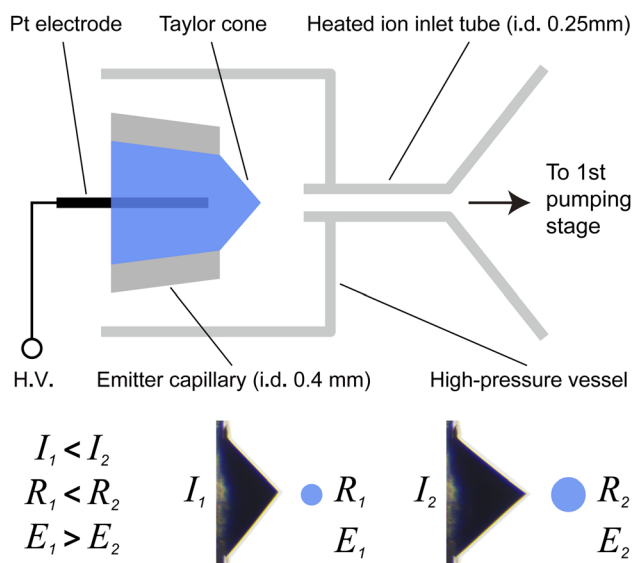 Pt electrode
Taylor cone
Heated ion inlet tube (i.d. 0.25mm)
To 1st
pumping
stage
H.V.
Emitter capillary (i.d. 0.4 mm)
High-pressure vessel
I₁ < I₂
R₁ < R₂
E₁ > E₂
I₁
R₁
E₁
I₂
R₂
E₂